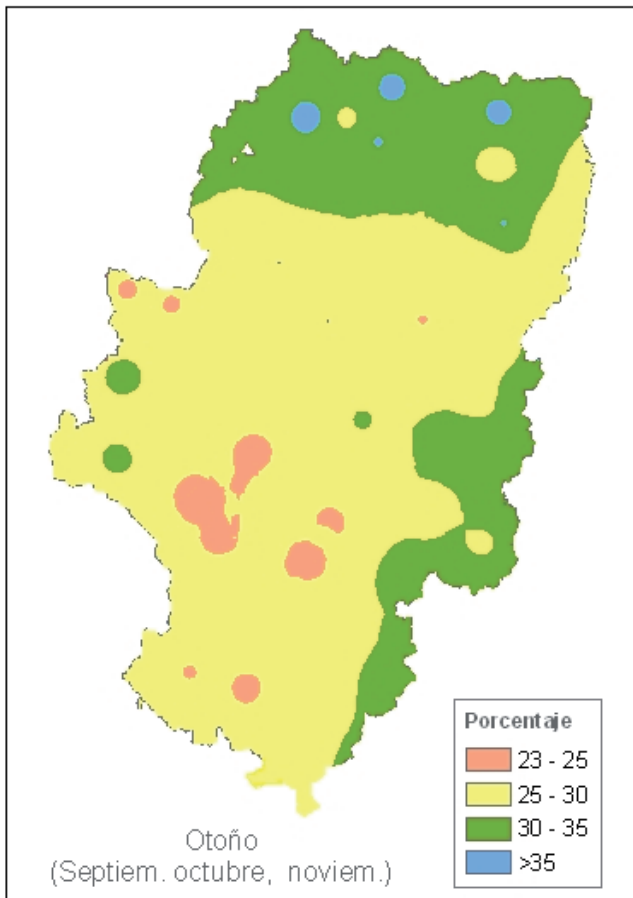 Porcentaje
23 - 25
25 - 30
30 - 35
>35
Otoño
(Septiem. octubre, noviem.)